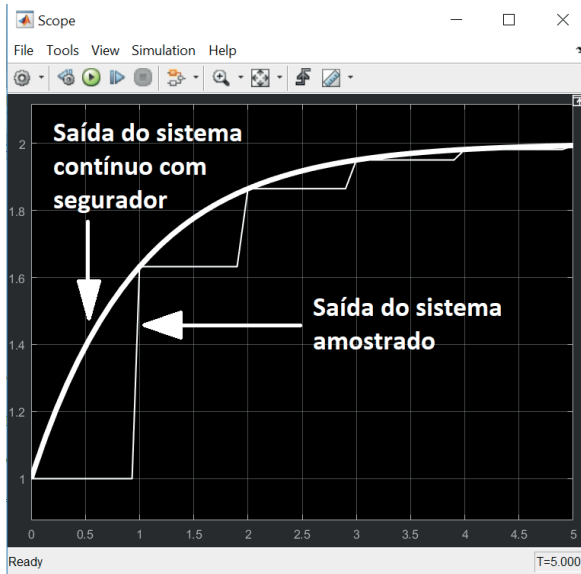 Scope
File Tools View Simulation Help
Saída do sistema
contínuo com
segurador
Saída do sistema
amostrado
2
1.8
1.6
1.4
1.2
1
0 0.5 1 1.5 2 2.5 3 3.5 4 4.5 5
Ready T=5.000